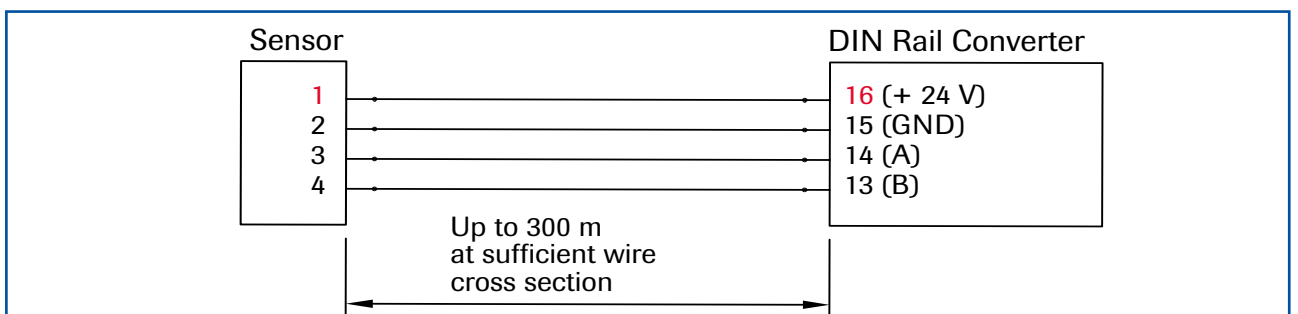 Sensor
DIN Rail Converter
1
16 (+ 24 V)
2
15 (GND)
3
14 (A)
4
13 (B)
Up to 300 m
at sufficient wire
cross section